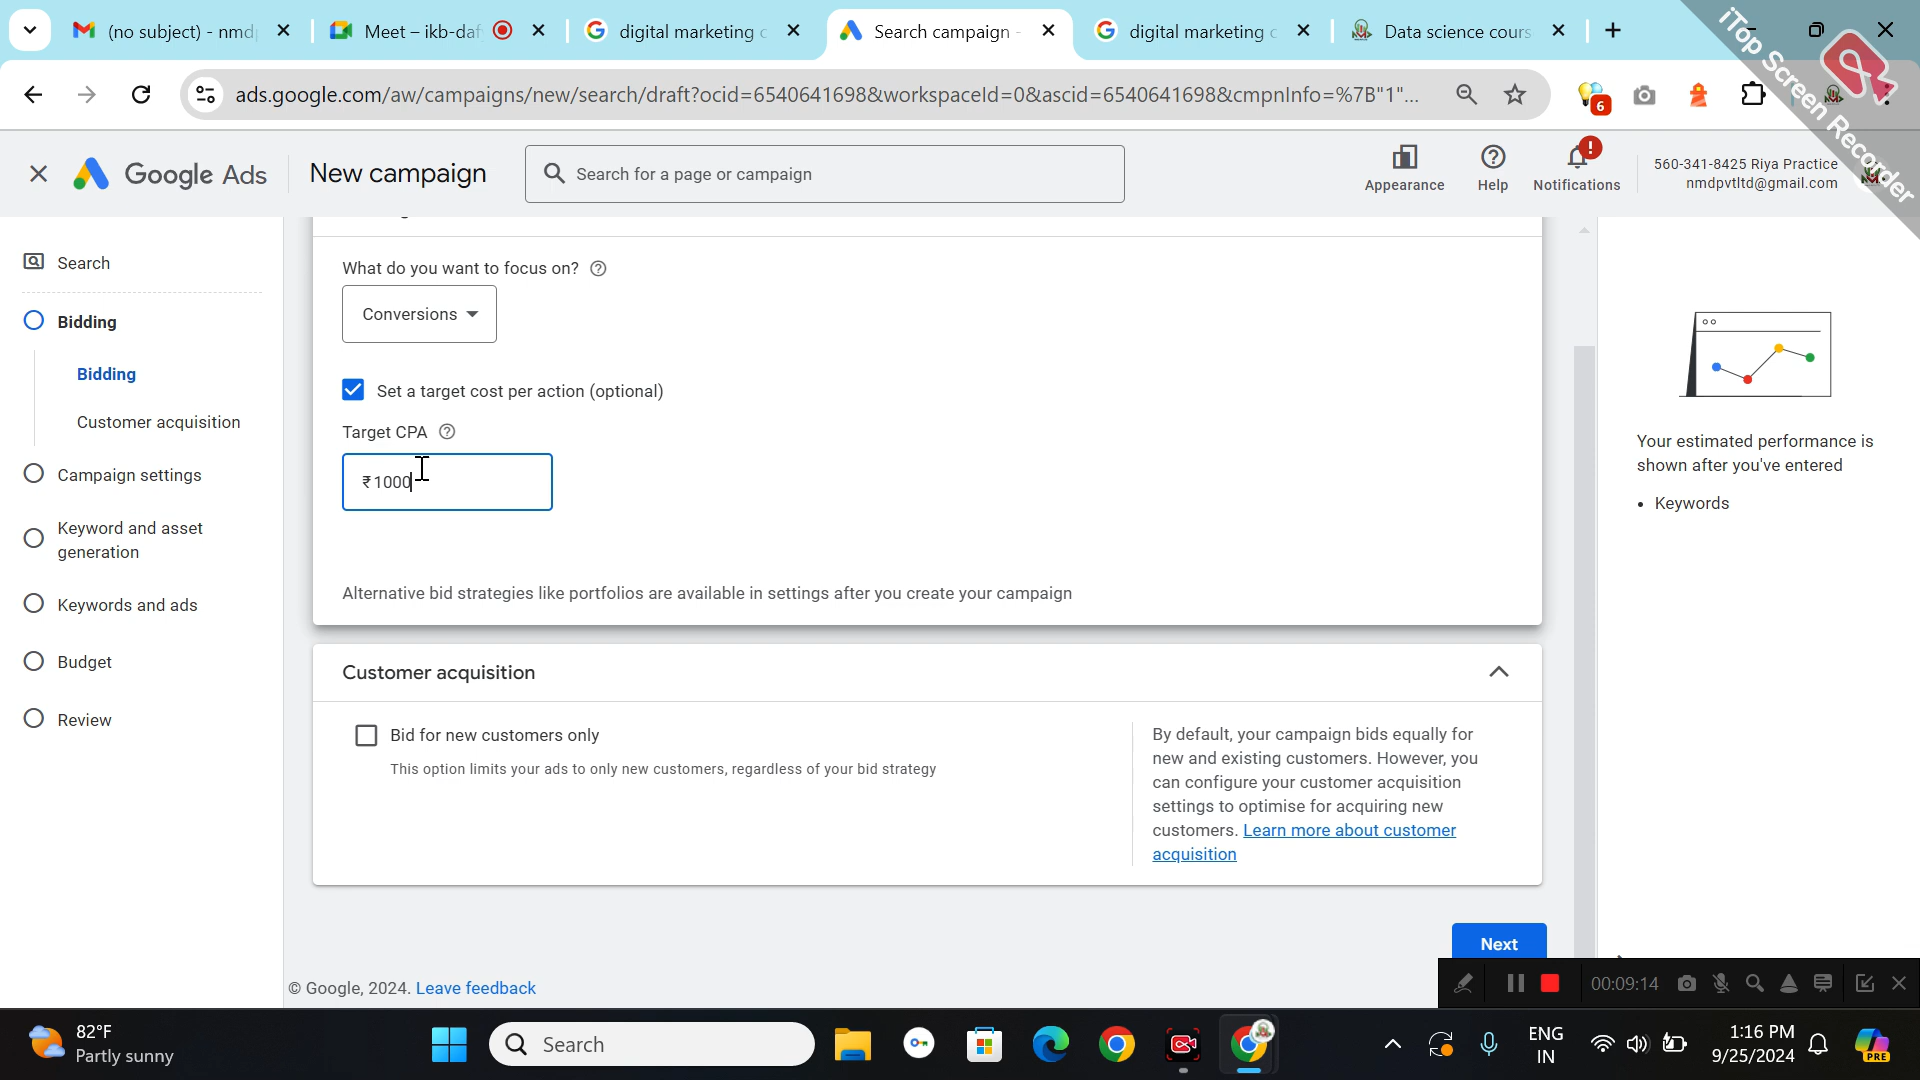 (no subject) - nmd
Meet – ikb-daf
digital marketing c
Search campaign -
digital marketing c
Data science cours
iTop Screen Recorder
ads.google.com/aw/campaigns/new/search/draft?ocid=6540641698&workspaceId=0&ascid=6540641698&cmpnInfo=%7B"1"...
6
Google Ads
New campaign
Search for a page or campaign
Appearance
Help
!
Notifications
560-341-8425 Riya Practice
nmdpvtltd@gmail.com
Search
Bidding
Bidding
Customer acquisition
Campaign settings
Keyword and asset
generation
Keywords and ads
Budget
Review
What do you want to focus on?
Conversions
Set a target cost per action (optional)
Target CPA
₹1000
Alternative bid strategies like portfolios are available in settings after you create your campaign
Customer acquisition
Bid for new customers only
This option limits your ads to only new customers, regardless of your bid strategy
By default, your campaign bids equally for
new and existing customers. However, you
can configure your customer acquisition
settings to optimise for acquiring new
customers. Learn more about customer
acquisition
Next
© Google, 2024. Leave feedback
Your estimated performance is
shown after you've entered
• Keywords
00:09:14
82°F
Partly sunny
Search
ENG
IN
1:16 PM
9/25/2024
PRE